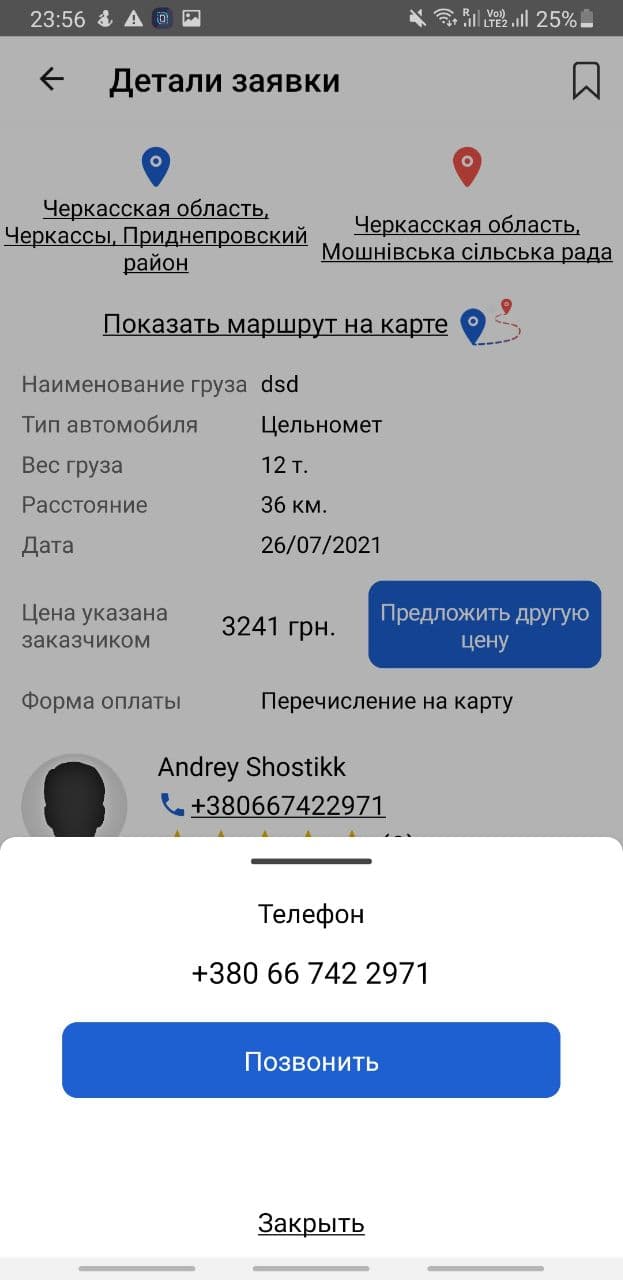 23:56
R Vo)) LTE2 25%
Детали заявки
Черкасская область,
Черкассы, Приднепровский
район
Черкасская область,
Мошнівська сільська рада
Показать маршрут на карте
Наименование груза dsd
Тип автомобиля Цельномет
Вес груза 12 т.
Расстояние 36 км.
Дата 26/07/2021
Цена указана
заказчиком
3241 грн.
Предложить другую
цену
Форма оплаты Перечисление на карту
Andrey Shostikk
+380667422971
Телефон
+380 66 742 2971
Позвонить
Закрыть